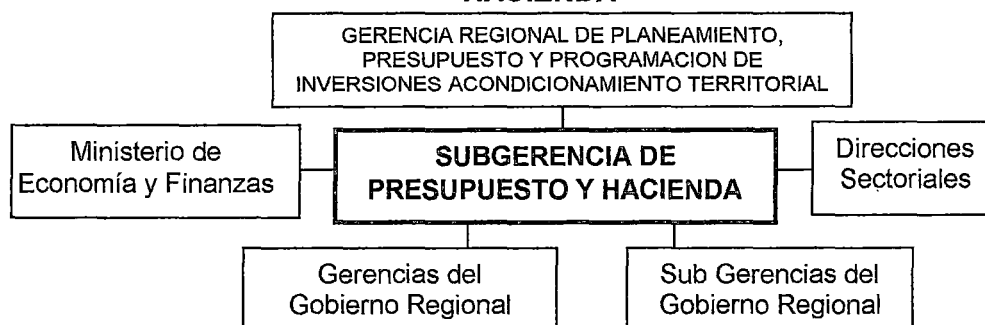 HACIENDA
GERENCIA REGIONAL DE PLANEAMIENTO,
PRESUPUESTO Y PROGRAMACION DE
INVERSIONES ACONDICIONAMIENTO TERRITORIAL
Ministerio de
Economía y Finanzas
SUBGERENCIA DE
PRESUPUESTO Y HACIENDA
Direcciones
Sectoriales
Gerencias del
Gobierno Regional
Sub Gerencias del
Gobierno Regional